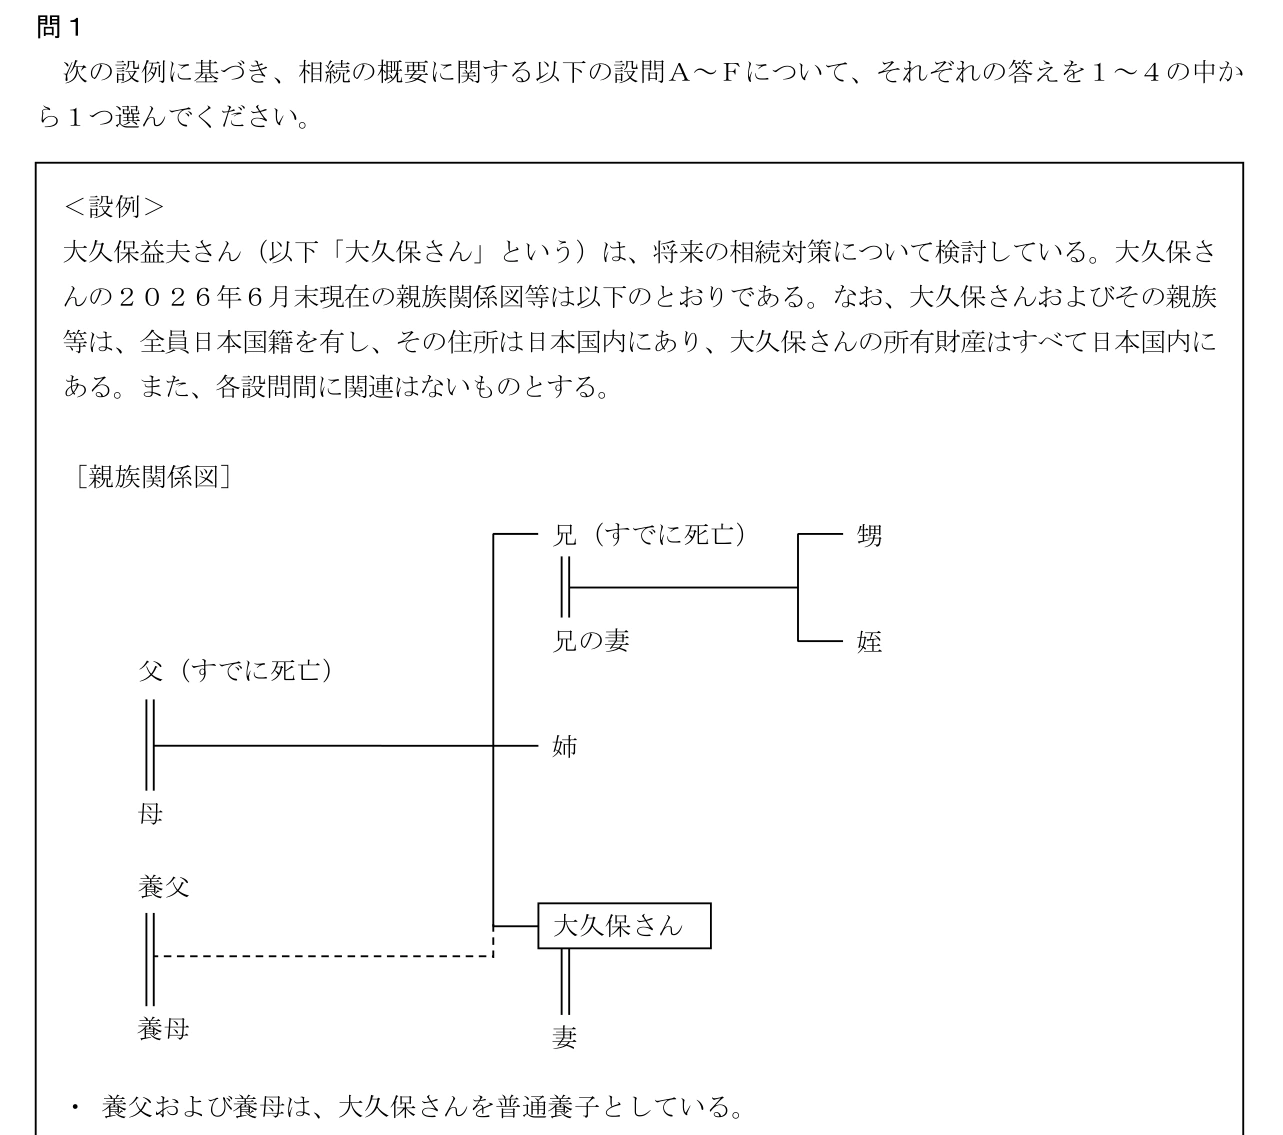 問１
次の設例に基づき、相続の概要に関する以下の設問Ａ～Ｆについて、それぞれの答えを１～４の中か
ら１つ選んでください。
＜設例＞
大久保益夫さん（以下「大久保さん」という）は、将来の相続対策について検討している。大久保さ
んの２０２６年６月末現在の親族関係図等は以下のとおりである。なお、大久保さんおよびその親族
等は、全員日本国籍を有し、その住所は日本国内にあり、大久保さんの所有財産はすべて日本国内に
ある。また、各設問間に関連はないものとする。
［親族関係図］
兄（すでに死亡）
甥
兄の妻
姪
父（すでに死亡）
姉
母
養父
大久保さん
養母
妻
・ 養父および養母は、大久保さんを普通養子としている。